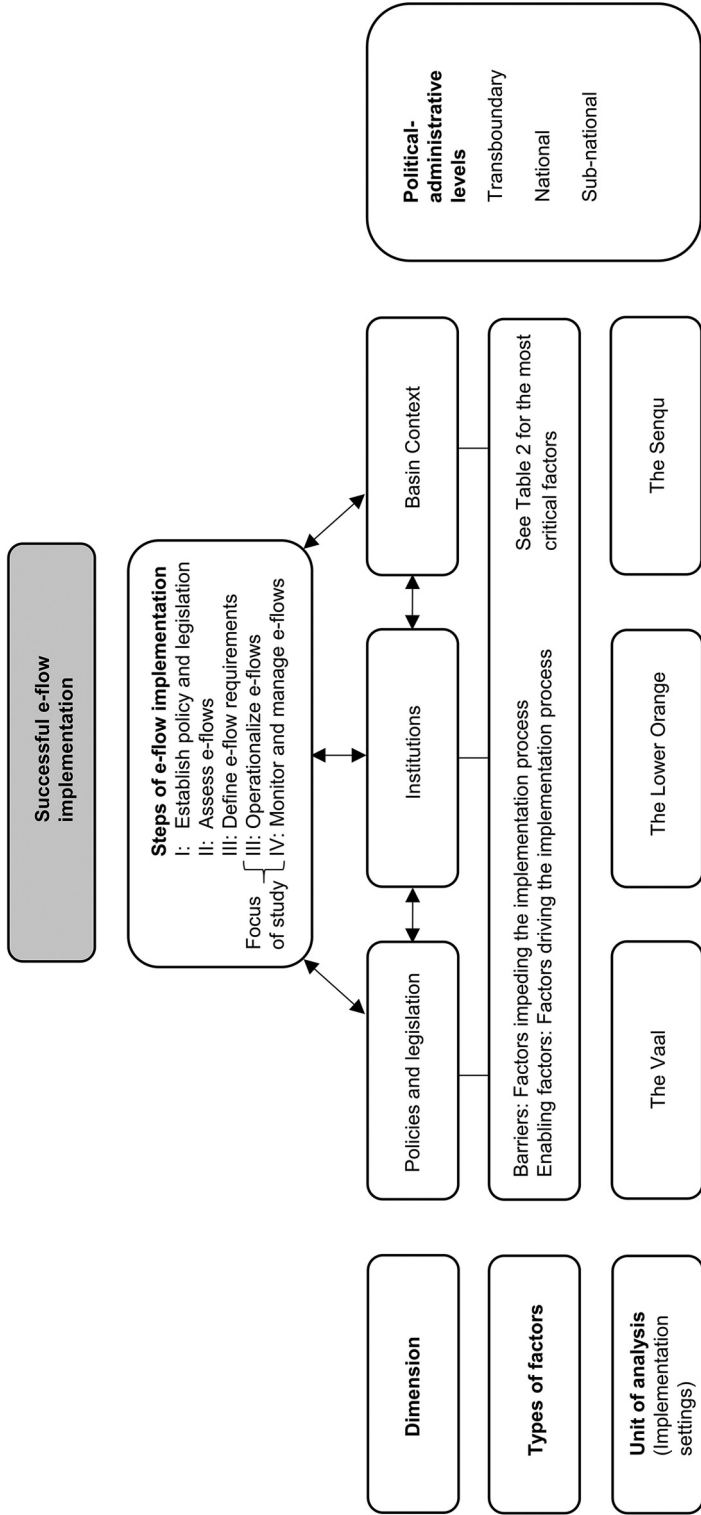 Successful e-flow
implementation
Steps of e-flow implementation
I: Establish policy and legislation
II: Assess e-flows
III: Define e-flow requirements
III: Operationalize e-flows
IV: Monitor and manage e-flows
Focus
of study
Dimension
Policies and legislation
Institutions
Basin Context
Types of factors
Barriers: Factors impeding the implementation process
Enabling factors: Factors driving the implementation process
See Table 2 for the most
critical factors
Unit of analysis
(Implementation
settings)
The Vaal
The Lower Orange
The Senqu
Political-
administrative
levels
Transboundary
National
Sub-national